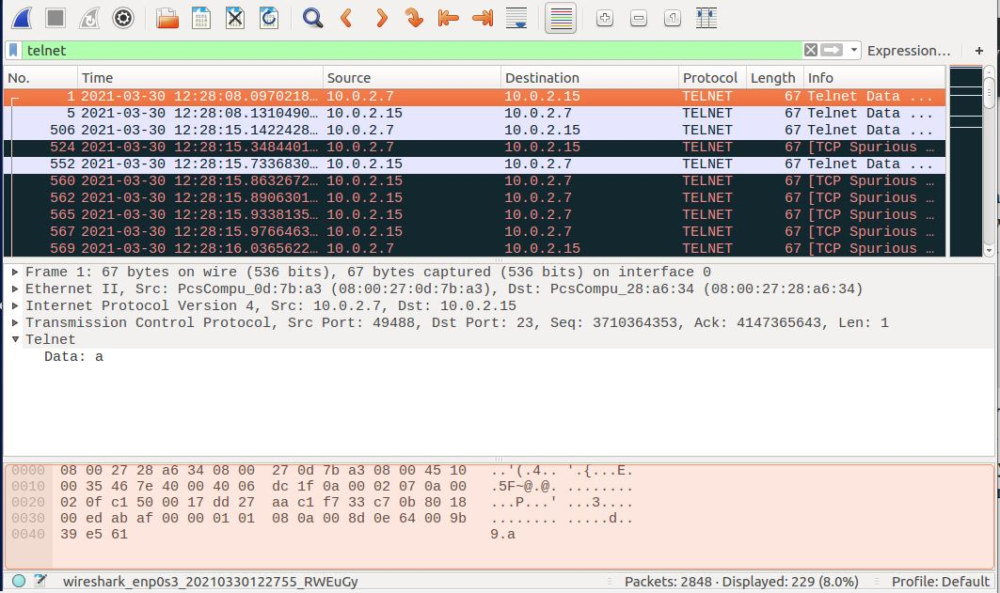 telnet Expression… +
No. Time Source Destination Protocol Length Info
1 2021-03-30 12:28:08.0970218… 10.0.2.7 10.0.2.15 TELNET 67 Telnet Data ...
5 2021-03-30 12:28:08.1310490… 10.0.2.15 10.0.2.7 TELNET 67 Telnet Data ...
506 2021-03-30 12:28:15.1422428… 10.0.2.7 10.0.2.15 TELNET 67 Telnet Data ...
524 2021-03-30 12:28:15.3484401… 10.0.2.7 10.0.2.15 TELNET 67 [TCP Spurious …
552 2021-03-30 12:28:15.7336830… 10.0.2.15 10.0.2.7 TELNET 67 Telnet Data ...
560 2021-03-30 12:28:15.8632672… 10.0.2.15 10.0.2.7 TELNET 67 [TCP Spurious …
562 2021-03-30 12:28:15.8906301… 10.0.2.15 10.0.2.7 TELNET 67 [TCP Spurious …
565 2021-03-30 12:28:15.9338135… 10.0.2.15 10.0.2.7 TELNET 67 [TCP Spurious …
567 2021-03-30 12:28:15.9766463… 10.0.2.15 10.0.2.7 TELNET 67 [TCP Spurious …
569 2021-03-30 12:28:16.0365622… 10.0.2.7 10.0.2.15 TELNET 67 [TCP Spurious …
Frame 1: 67 bytes on wire (536 bits), 67 bytes captured (536 bits) on interface 0
Ethernet II, Src: PcsCompu_0d:7b:a3 (08:00:27:0d:7b:a3), Dst: PcsCompu_28:a6:34 (08:00:27:28:a6:34)
Internet Protocol Version 4, Src: 10.0.2.7, Dst: 10.0.2.15
Transmission Control Protocol, Src Port: 49488, Dst Port: 23, Seq: 3710364353, Ack: 4147365643, Len: 1
Telnet
Data: a
0000 08 00 27 28 a6 34 08 00 27 0d 7b a3 08 00 45 10 ..'(.4.. '.{...E.
0010 00 35 46 7e 40 00 40 06 dc 1f 0a 00 02 07 0a 00 .5F~@.@. ........
0020 02 0f c1 50 00 17 dd 27 aa c1 f7 33 c7 0b 80 18 ...P...' ...3....
0030 00 ed ab af 00 00 01 01 08 0a 00 8d 0e 64 00 9b ........ .....d..
0040 39 e5 61 9.a
wireshark_enp0s3_20210330122755_RWEuGy Packets: 2848 · Displayed: 229 (8.0%) Profile: Default